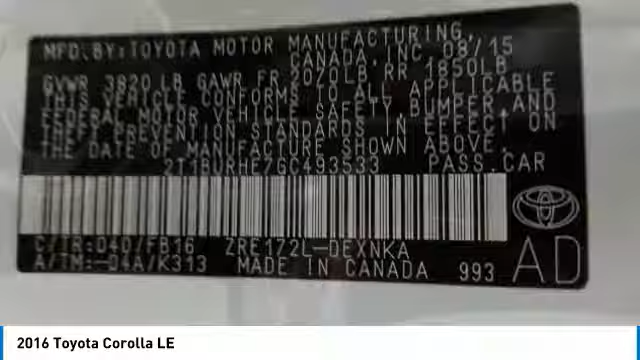 MFD.BY:TOYOTA MOTOR MANUFACTURING,
CANADA,INC. 08/15
GVWR 3820 LB GAWR FR 2070LB RR 1850LB
THIS VEHICLE CONFORMS TO ALL APPLICABLE
FEDERAL MOTOR VEHICLE SAFETY,BUMPER,AND
THEFT PREVENTION STANDARDS IN EFFECT ON
THE DATE OF MANUFACTURE SHOWN ABOVE.
2T1BURHE7GC493533 PASS.CAR
C/TR:040/FB16 ZRE172L-DEXNKA
A/TM:-04A/K313 MADE IN CANADA 993
AD
2016 Toyota Corolla LE